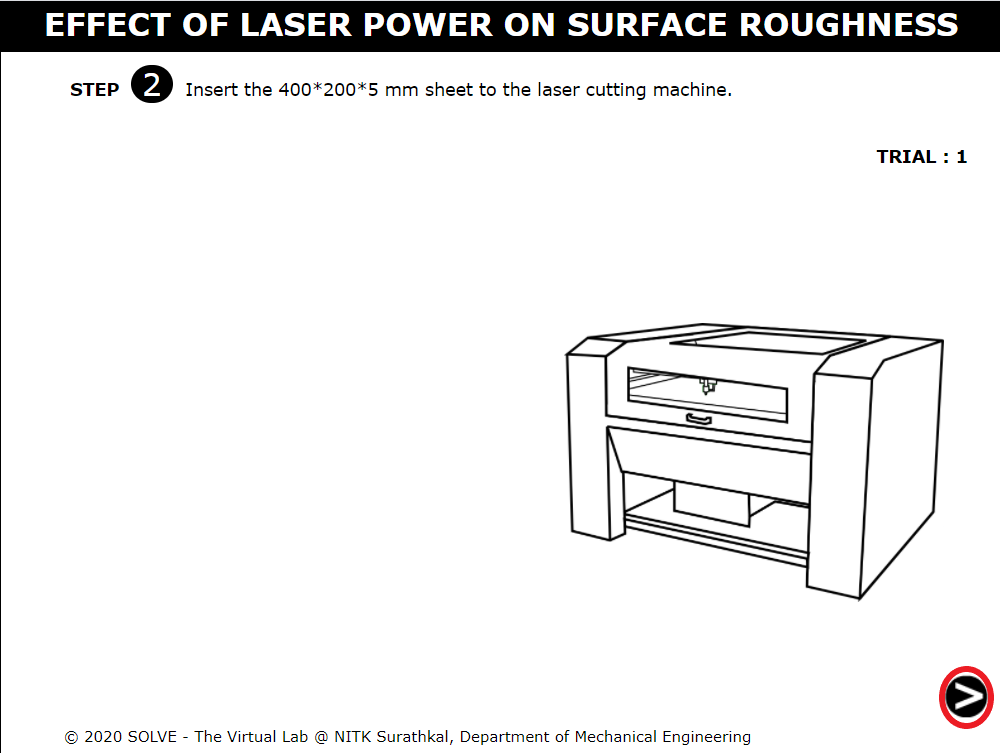 EFFECT OF LASER POWER ON SURFACE ROUGHNESS
STEP 2 Insert the 400*200*5 mm sheet to the laser cutting machine.
TRIAL : 1
© 2020 SOLVE - The Virtual Lab @ NITK Surathkal, Department of Mechanical Engineering